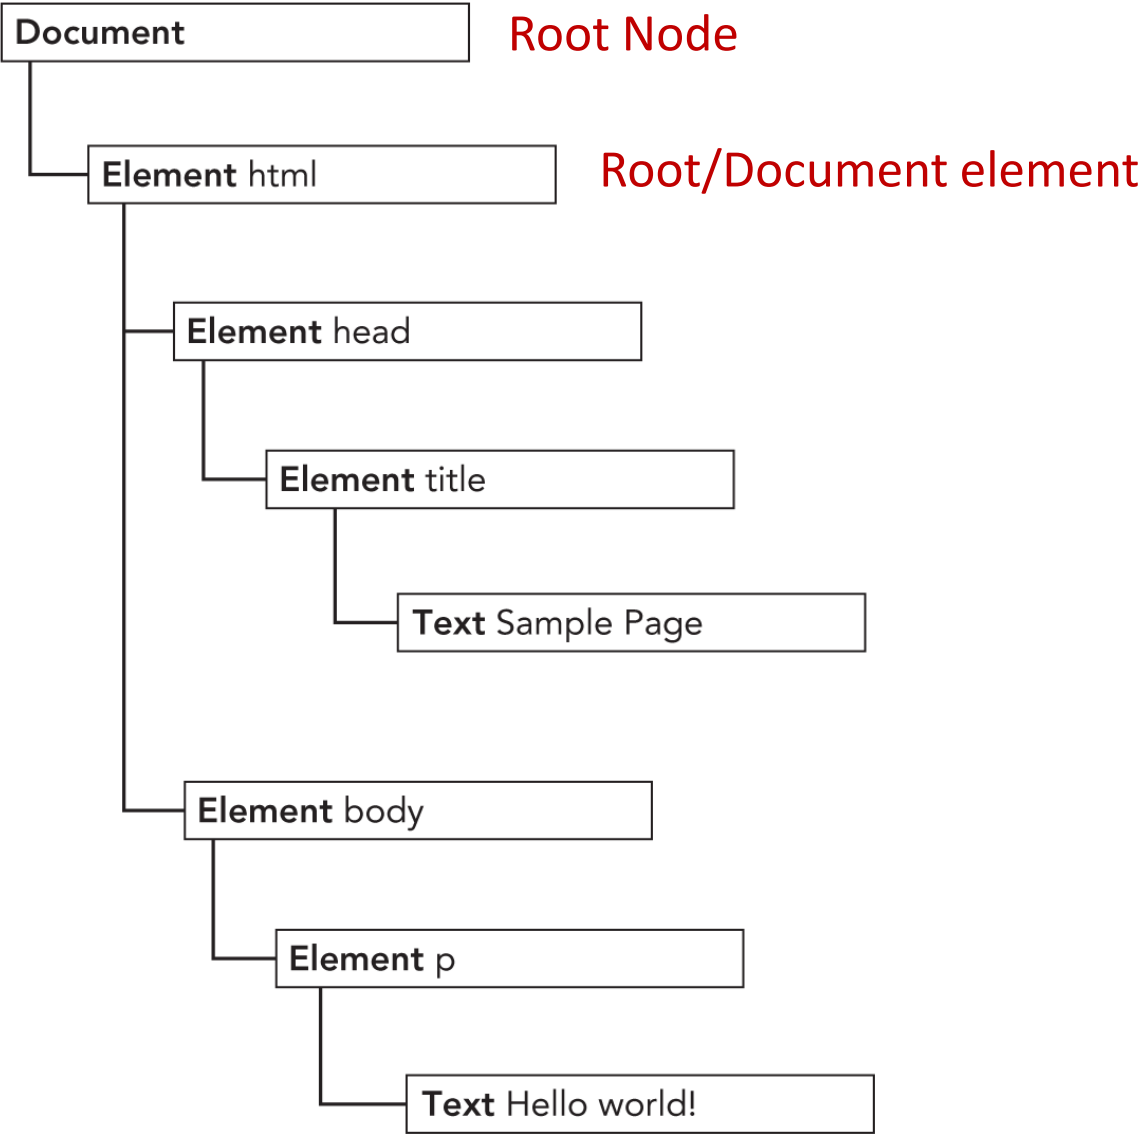 Document
Root Node
Element html
Root/Document element
Element head
Element title
Text Sample Page
Element body
Element p
Text Hello world!